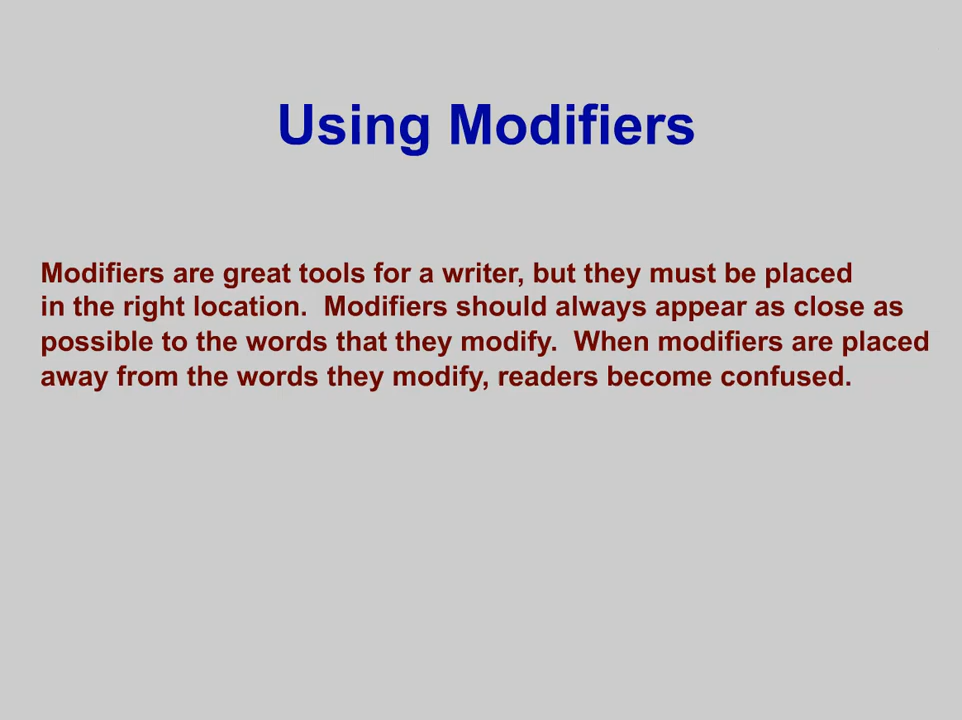 Using Modifiers
Modifiers are great tools for a writer, but they must be placed
in the right location.  Modifiers should always appear as close as
possible to the words that they modify.  When modifiers are placed
away from the words they modify, readers become confused.